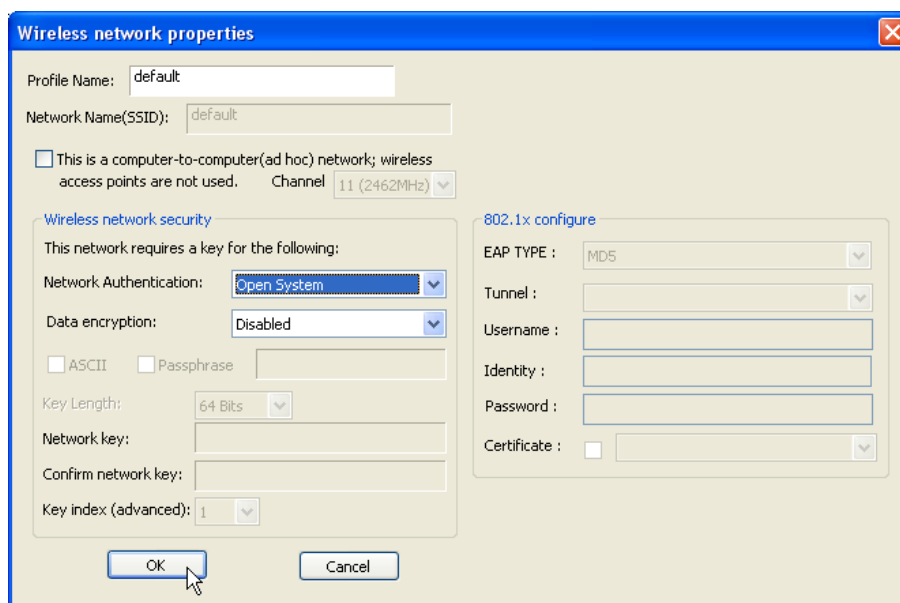 Wireless network properties
Profile Name: default
Network Name(SSID): default
This is a computer-to-computer(ad hoc) network; wireless
access points are not used. Channel 11 (2462MHz)
Wireless network security
This network requires a key for the following:
Network Authentication: Open System
Data encryption: Disabled
ASCII Passphrase
Key Length: 64 Bits
Network key:
Confirm network key:
Key index (advanced): 1
OK Cancel
802.1x configure
EAP TYPE : MD5
Tunnel :
Username :
Identity :
Password :
Certificate :